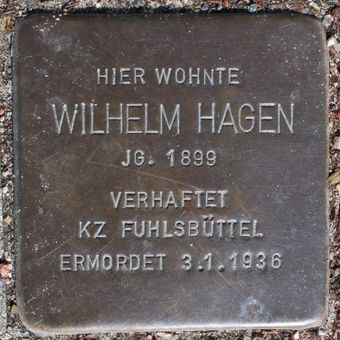 HIER WOHNTE
WILHELM HAGEN
JG. 1899
VERHAFTET
KZ FUHLSBÜTTEL
ERMORDET 3.1.1936